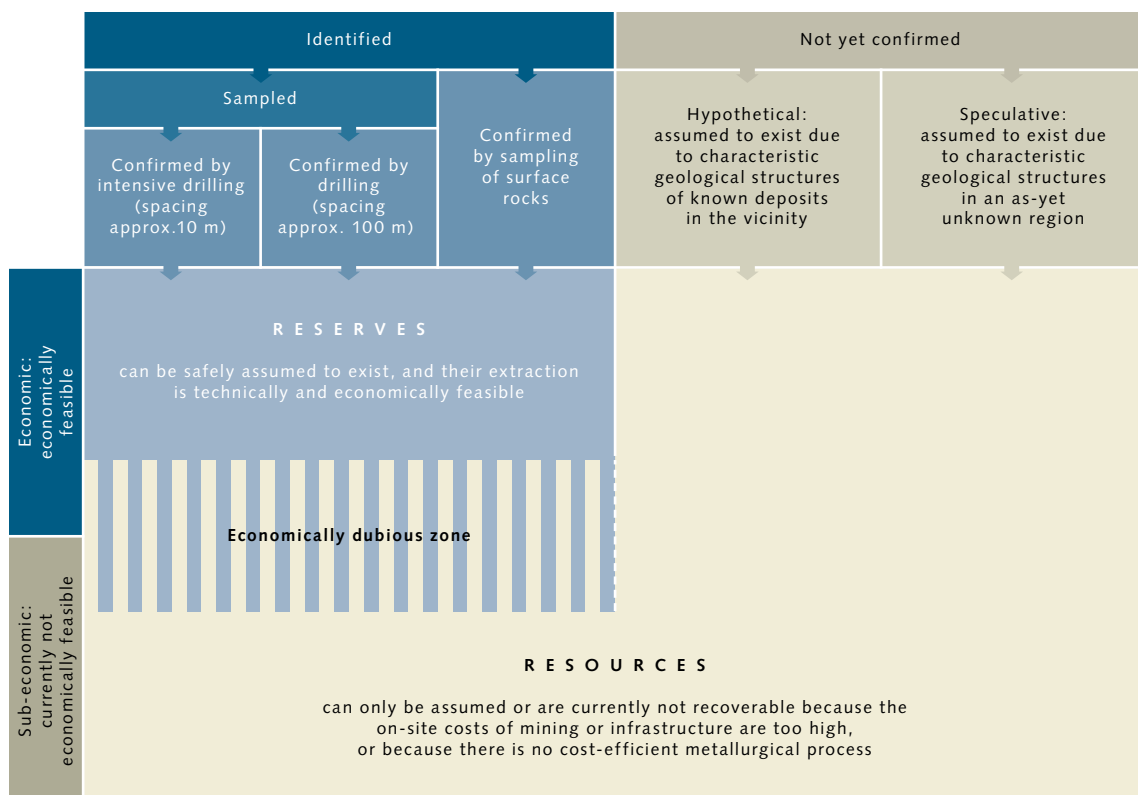 Identified
Not yet confirmed
Sampled
Confirmed by
intensive drilling
(spacing
approx.10 m)
Confirmed by
drilling
(spacing
approx. 100 m)
Confirmed
by sampling
of surface
rocks
Hypothetical:
assumed to exist due
to characteristic
geological structures
of known deposits
in the vicinity
Speculative:
assumed to exist due
to characteristic
geological structures
in an as-yet
unknown region
Economic:
economically
feasible
RESERVES
can be safely assumed to exist, and their extraction
is technically and economically feasible
Economically dubious zone
Sub-economic:
currently not
economically feasible
RESOURCES
can only be assumed or are currently not recoverable because the
on-site costs of mining or infrastructure are too high,
or because there is no cost-efficient metallurgical process